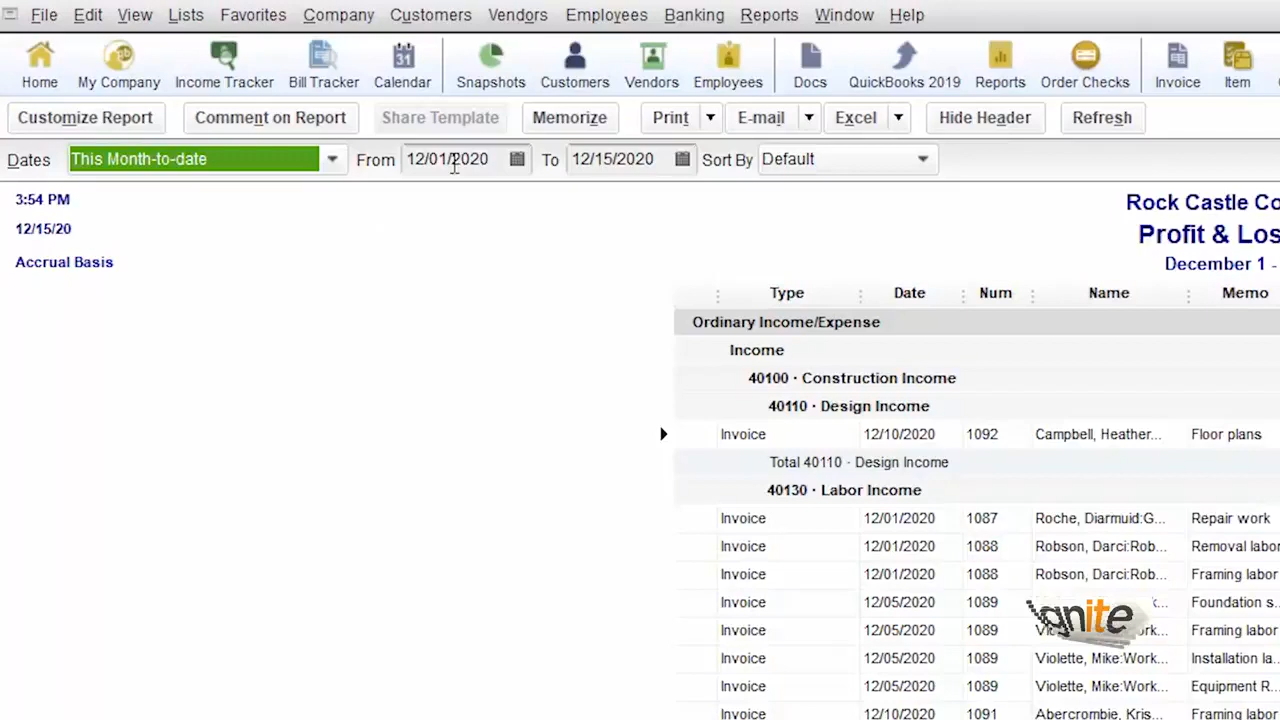 File Edit View Lists Favorites Company Customers Vendors Employees Banking Reports Window Help
31
Home My Company Income Tracker Bill Tracker Calendar Snapshots Customers Vendors Employees Docs QuickBooks 2019 Reports Order Checks Invoice Item
Customize Report Comment on Report Share Template Memorize Print E-mail Excel Hide Header Refresh
Dates This Month-to-date From 12/01/2020 To 12/15/2020 Sort By Default
3:54 PM
Rock Castle Co
12/15/20
Profit & Los
Accrual Basis
December 1 -
Type Date Num Name Memo
Ordinary Income/Expense
Income
40100 · Construction Income
40110 · Design Income
Invoice 12/10/2020 1092 Campbell, Heather... Floor plans
Total 40110 · Design Income
40130 · Labor Income
Invoice 12/01/2020 1087 Roche, Diarmuid:G... Repair work
Invoice 12/01/2020 1088 Robson, Darci:Rob... Removal labo
Invoice 12/01/2020 1088 Robson, Darci:Rob... Framing labor
Invoice 12/05/2020 1089 Foundation s...
ignite
Invoice 12/05/2020 1089 Framing labor
Invoice 12/05/2020 1089 Violette, Mike:Work... Installation la...
Invoice 12/05/2020 1089 Violette, Mike:Work... Equipment R...
Invoice 12/10/2020 1091 Abercrombie, Kris... Framing labor